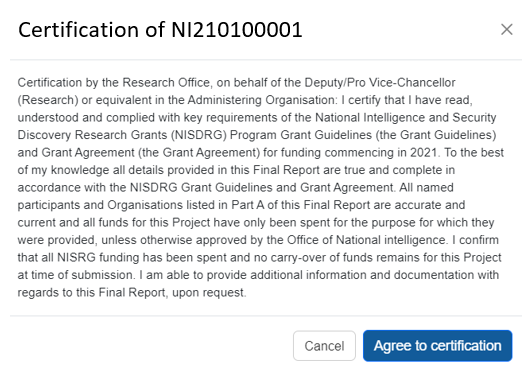 Certification of NI210100001
Certification by the Research Office, on behalf of the Deputy/Pro Vice-Chancellor
(Research) or equivalent in the Administering Organisation: I certify that I have read,
understood and complied with key requirements of the National Intelligence and Security
Discovery Research Grants (NISDRG) Program Grant Guidelines (the Grant Guidelines)
and Grant Agreement (the Grant Agreement) for funding commencing in 2021. To the best
of my knowledge all details provided in this Final Report are true and complete in
accordance with the NISDRG Grant Guidelines and Grant Agreement. All named
participants and Organisations listed in Part A of this Final Report are accurate and
current and all funds for this Project have only been spent for the purpose for which they
were provided, unless otherwise approved by the Office of National intelligence. I confirm
that all NISRG funding has been spent and no carry-over of funds remains for this Project
at time of submission. I am able to provide additional information and documentation with
regards to this Final Report, upon request.
Cancel
Agree to certification